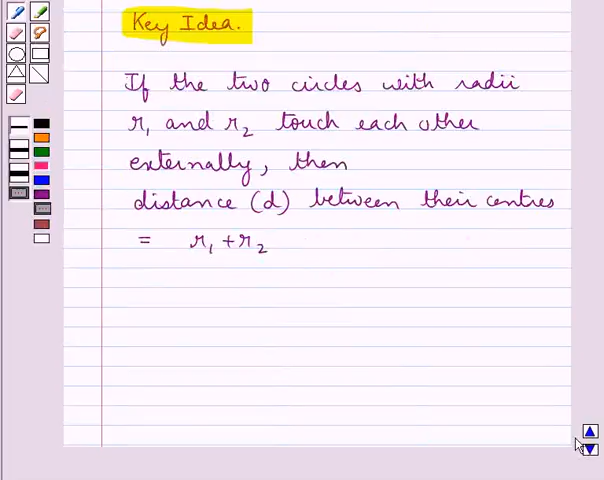 Key Idea.
If the two circles with radii
r₁ and r₂ touch each other
externally, then
distance (d) between their centres
= r₁ + r₂